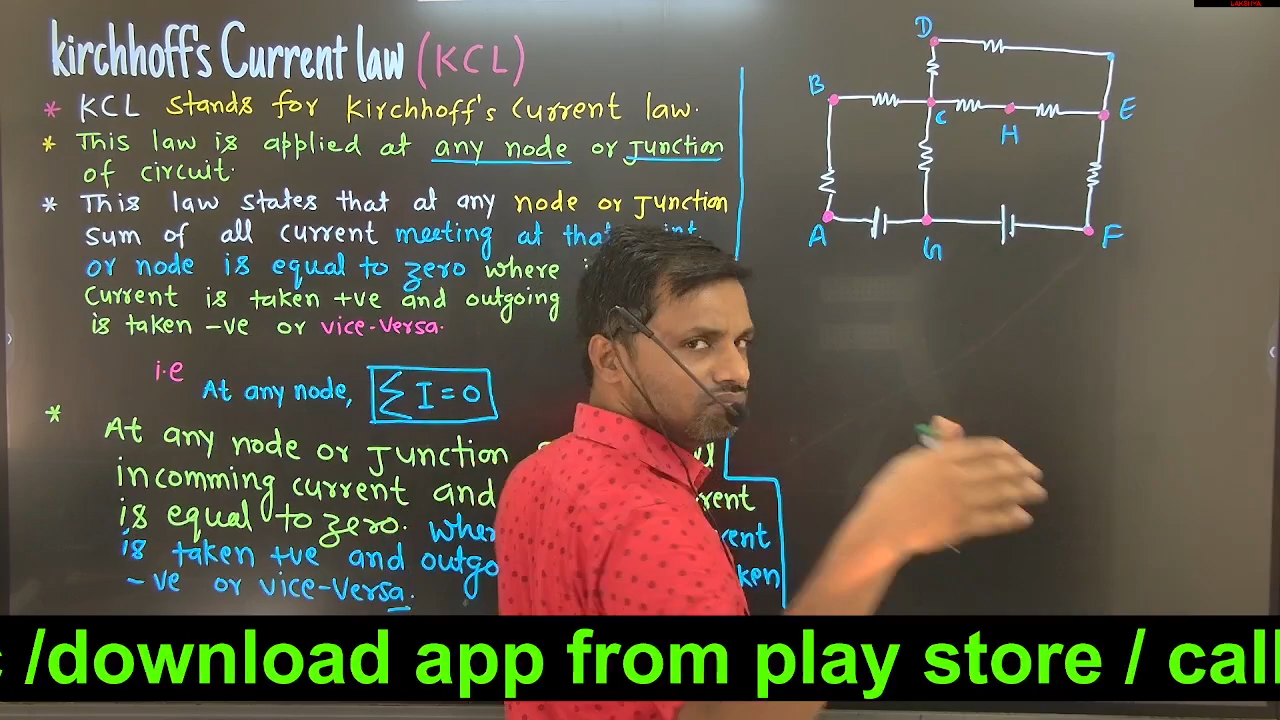 LAKSHYA
kirchhoff's Current law (KCL)
* KCL stands for Kirchhoff's Current law.
* This law is applied at any node or junction
of circuit.
* This law states that at any node or junction
sum of all current meeting at that
or node is equal to zero where
current is taken +ve and outgoing
is taken -ve or vice-versa.
i.e
At any node, ∑ I = 0
* At any node or junction
incomming current and
is equal to zero.
is taken +ve and outgo
-ve or vice-versa.
D
B
C
H
E
A
G
F
/download app from play store / call